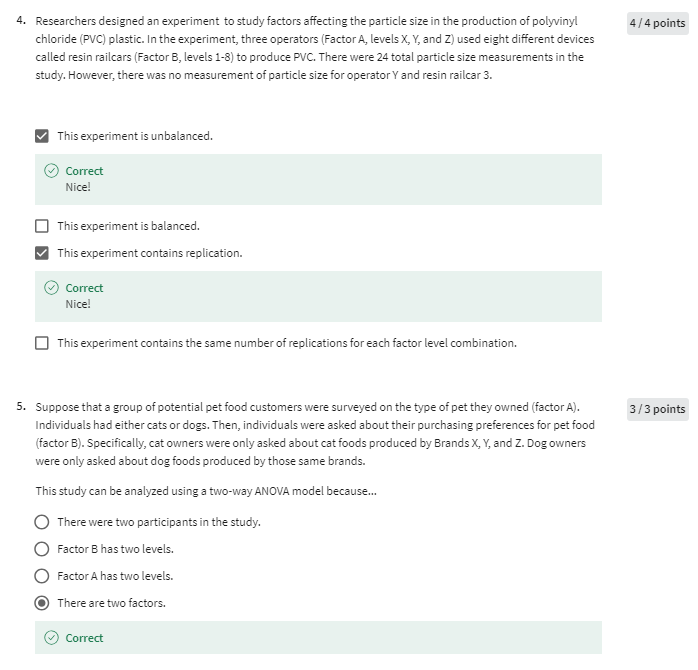 4. Researchers designed an experiment to study factors affecting the particle size in the production of polyvinyl
4 / 4 points
chloride (PVC) plastic. In the experiment, three operators (Factor A, levels X, Y, and Z) used eight different devices
called resin railcars (Factor B, levels 1-8) to produce PVC. There were 24 total particle size measurements in the
study. However, there was no measurement of particle size for operator Y and resin railcar 3.
This experiment is unbalanced.
Correct
Nice!
This experiment is balanced.
This experiment contains replication.
Correct
Nice!
This experiment contains the same number of replications for each factor level combination.
5. Suppose that a group of potential pet food customers were surveyed on the type of pet they owned (factor A).
3 / 3 points
Individuals had either cats or dogs. Then, individuals were asked about their purchasing preferences for pet food
(factor B). Specifically, cat owners were only asked about cat foods produced by Brands X, Y, and Z. Dog owners
were only asked about dog foods produced by those same brands.
This study can be analyzed using a two-way ANOVA model because...
There were two participants in the study.
Factor B has two levels.
Factor A has two levels.
There are two factors.
Correct